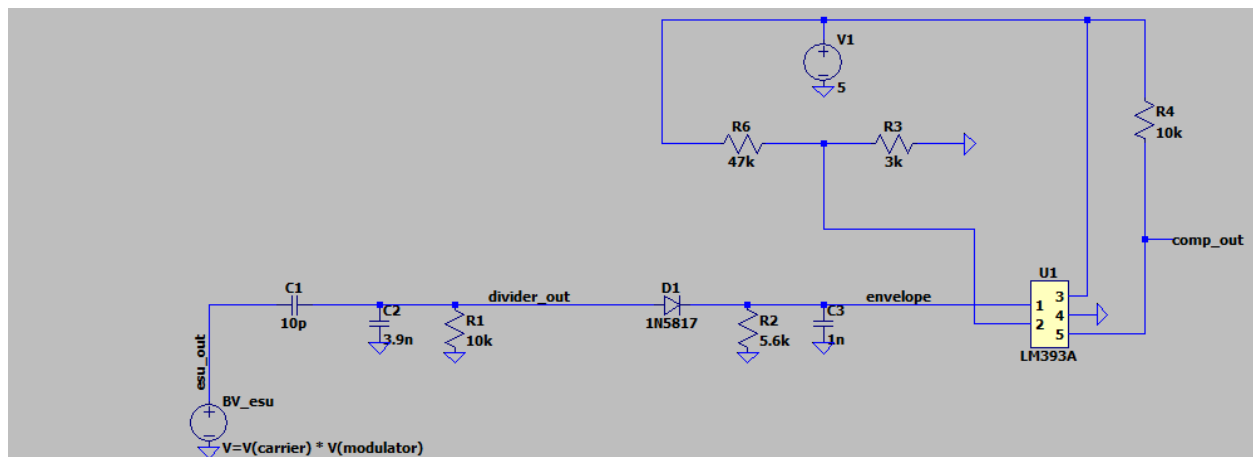 V1
5
R6
47k
R3
3k
R4
10k
comp_out
U1
1
2
3
4
5
LM393A
C1
10p
C2
3.9n
R1
10k
divider_out
D1
1N5817
R2
5.6k
C3
1n
envelope
esu_out
BV_esu
V=V(carrier) * V(modulator)